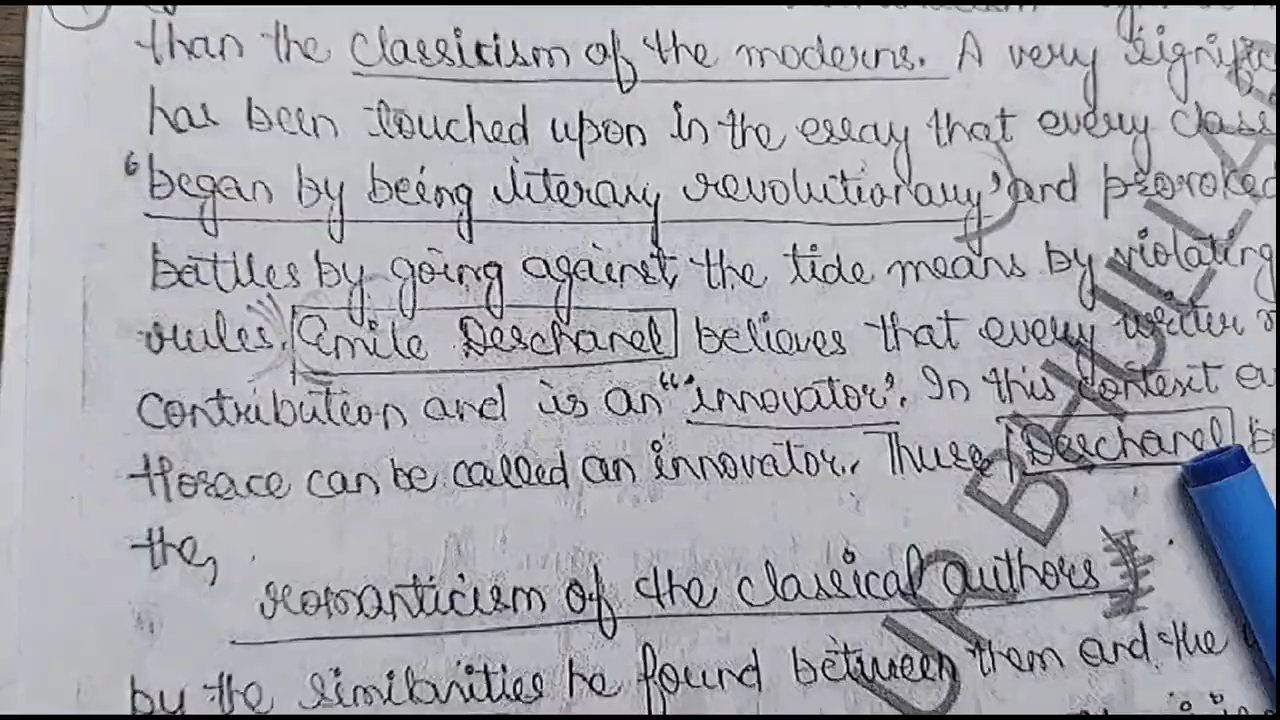 than the classicism of the moderns. A very
has been touched upon in the essay that every
'began by being literary revolutionary' and
battles by going against the tide means by violating
rules. Emile Deschanel believes that every writer
contribution and is an "innovator". In this context
Horace can be called an innovator. Thus Deschanel
the,
romanticism of the classical authors
by the similarities he found between them and the